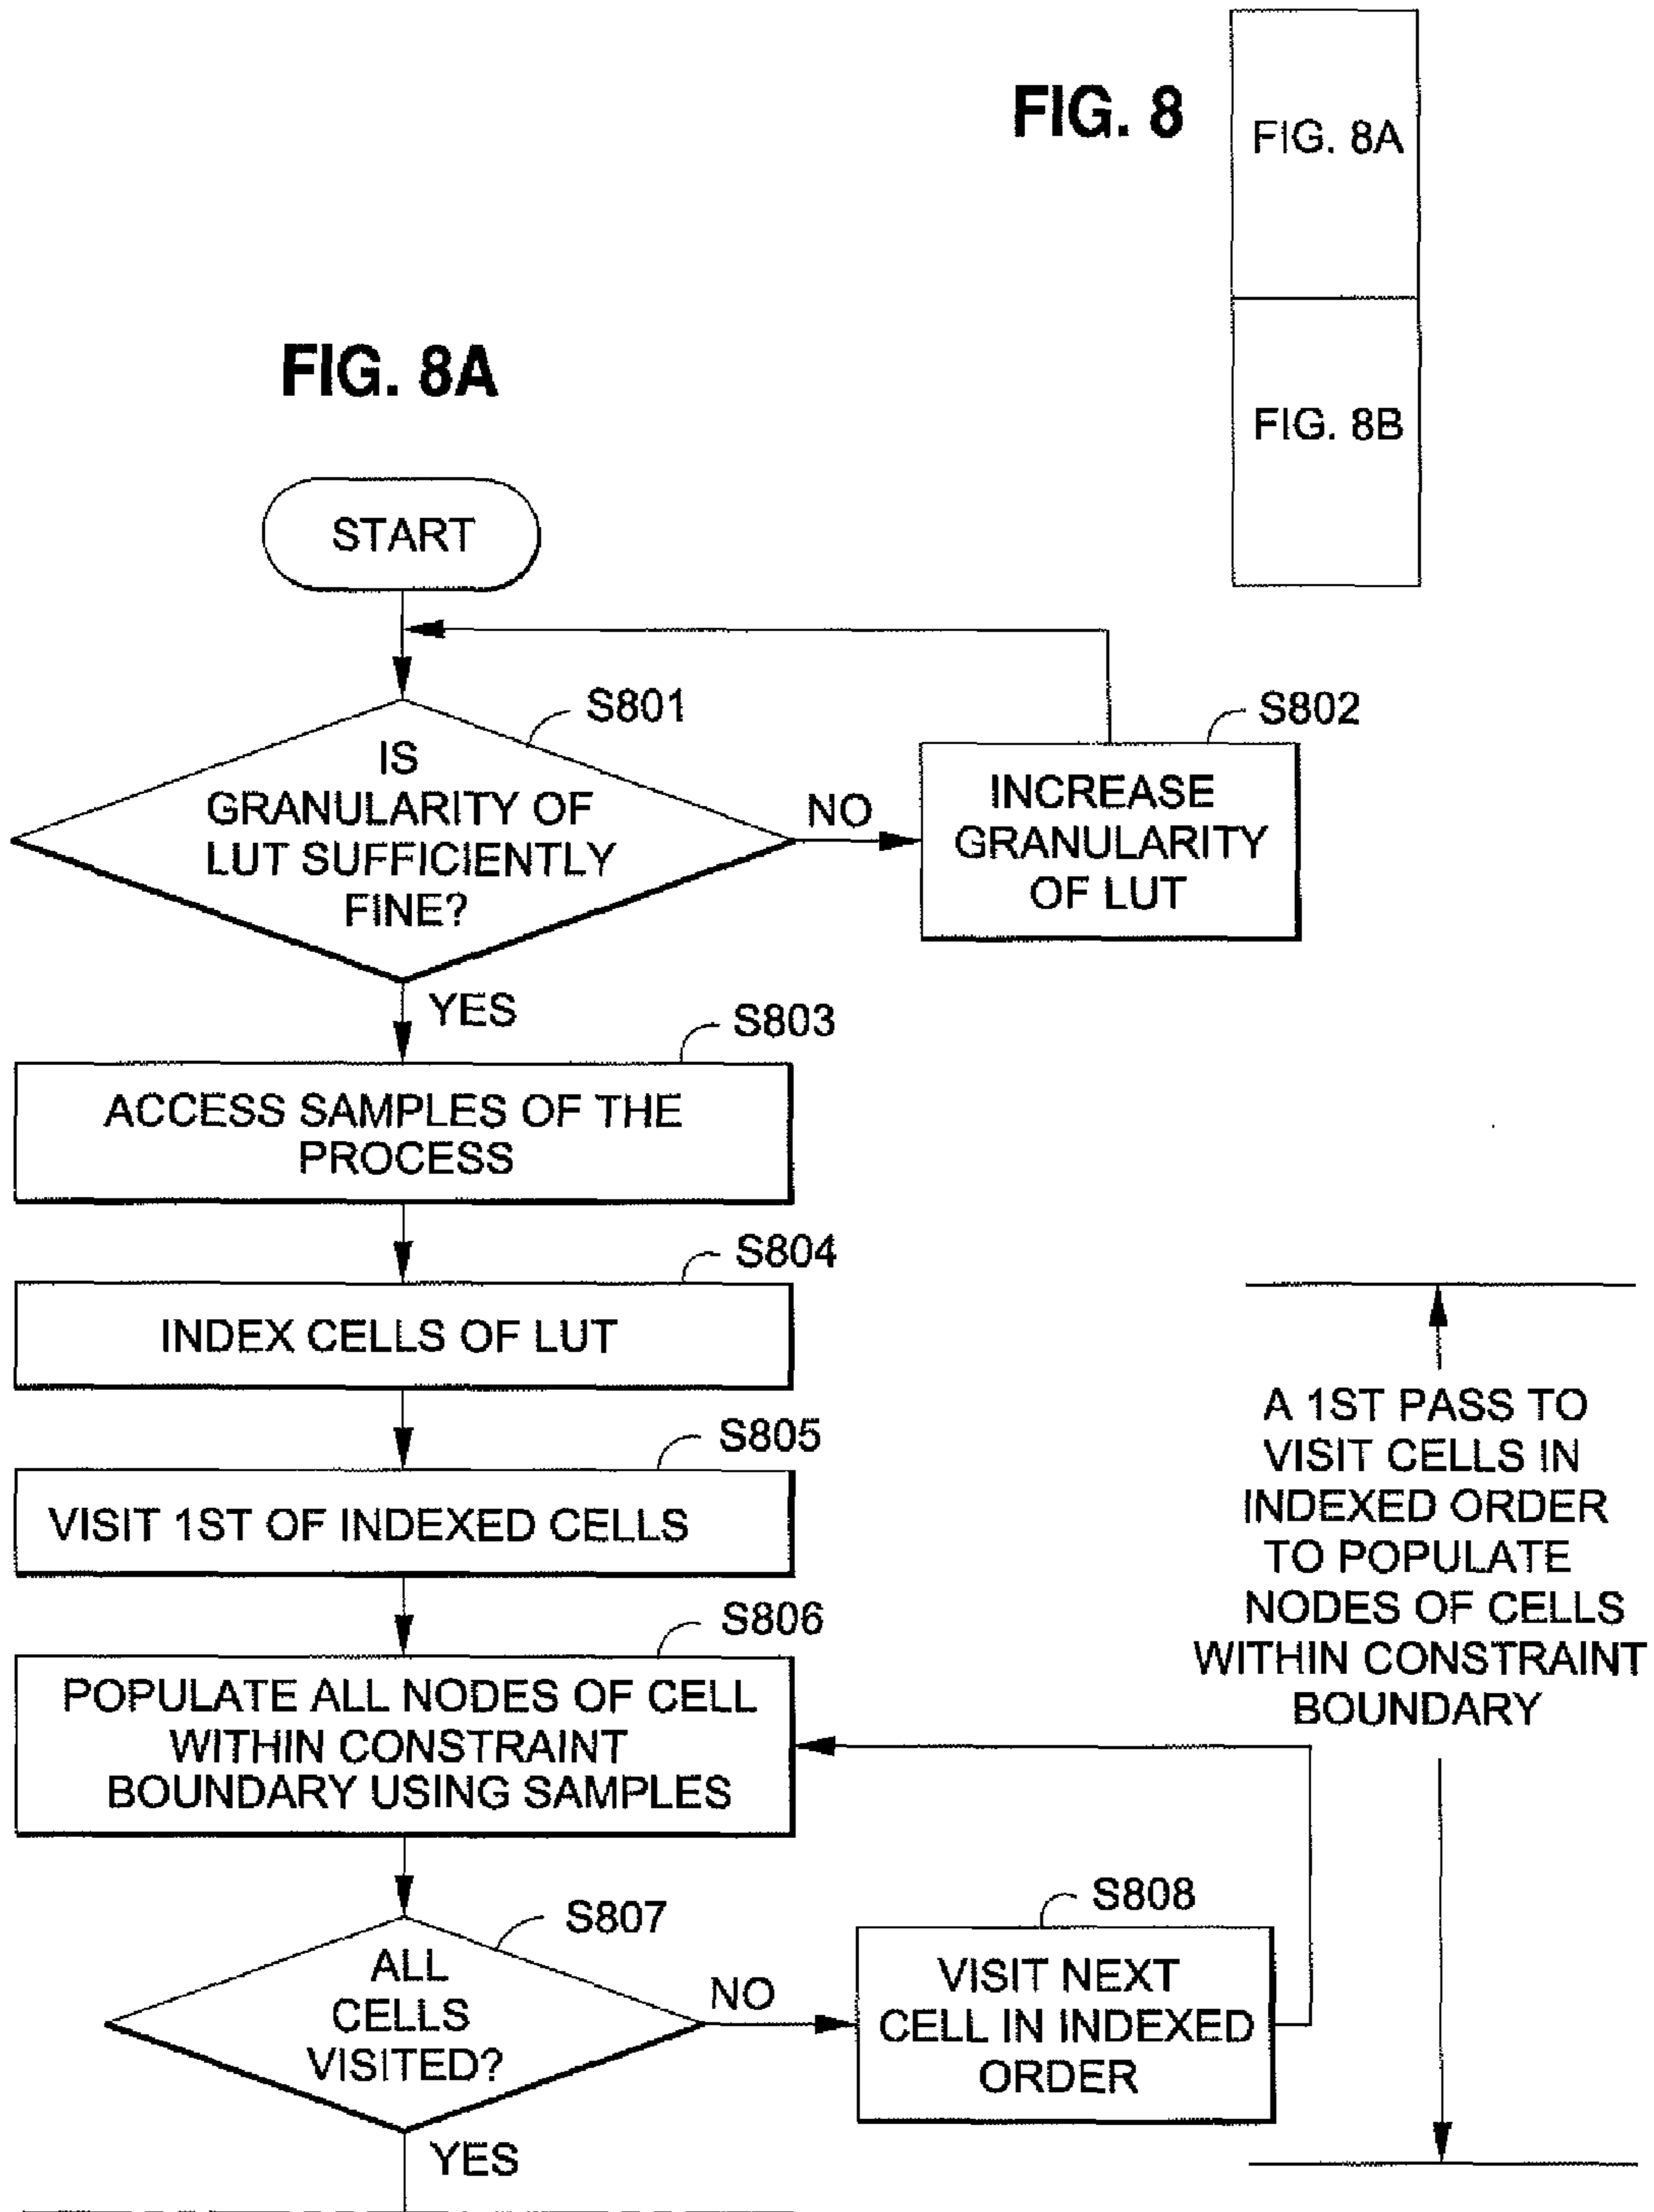 FIG. 8
FIG. 8A
FIG. 8B
FIG. 8A
START
S801
IS
GRANULARITY OF
LUT SUFFICIENTLY
FINE?
NO
S802
INCREASE
GRANULARITY
OF LUT
YES
S803
ACCESS SAMPLES OF THE
PROCESS
S804
INDEX CELLS OF LUT
S805
VISIT 1ST OF INDEXED CELLS
S806
POPULATE ALL NODES OF CELL
WITHIN CONSTRAINT
BOUNDARY USING SAMPLES
S807
ALL
CELLS
VISITED?
NO
S808
VISIT NEXT
CELL IN INDEXED
ORDER
YES
A 1ST PASS TO
VISIT CELLS IN
INDEXED ORDER
TO POPULATE
NODES OF CELLS
WITHIN CONSTRAINT
BOUNDARY